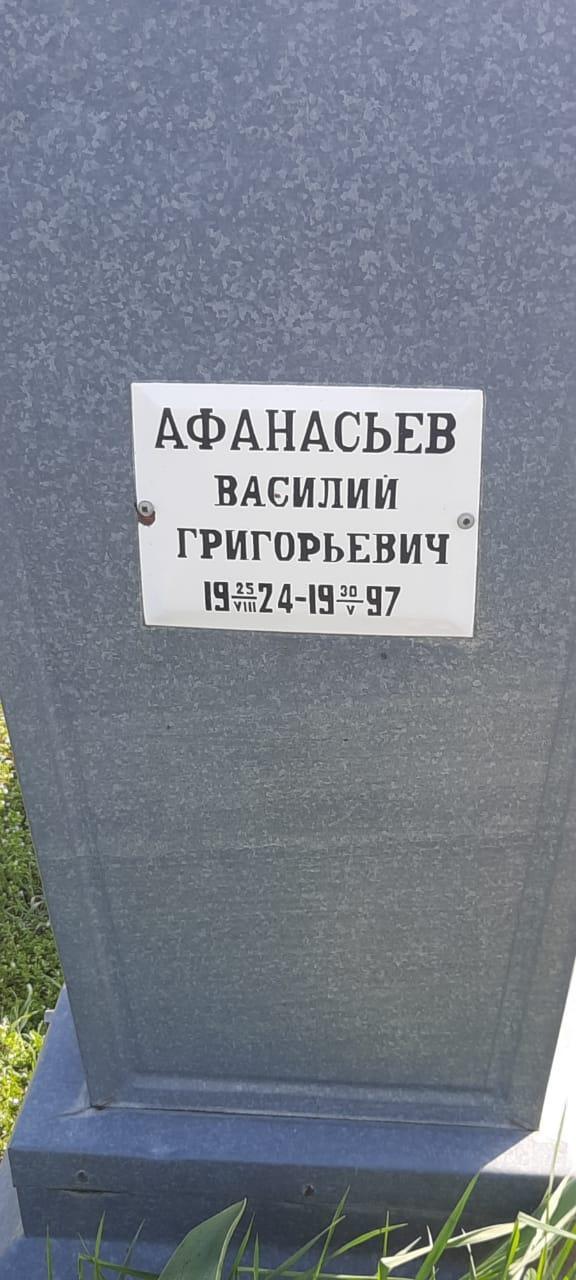 АФАНАСЬЕВ
ВАСИЛИЙ
ГРИГОРЬЕВИЧ
19 25/VIII 24-19 30/V 97